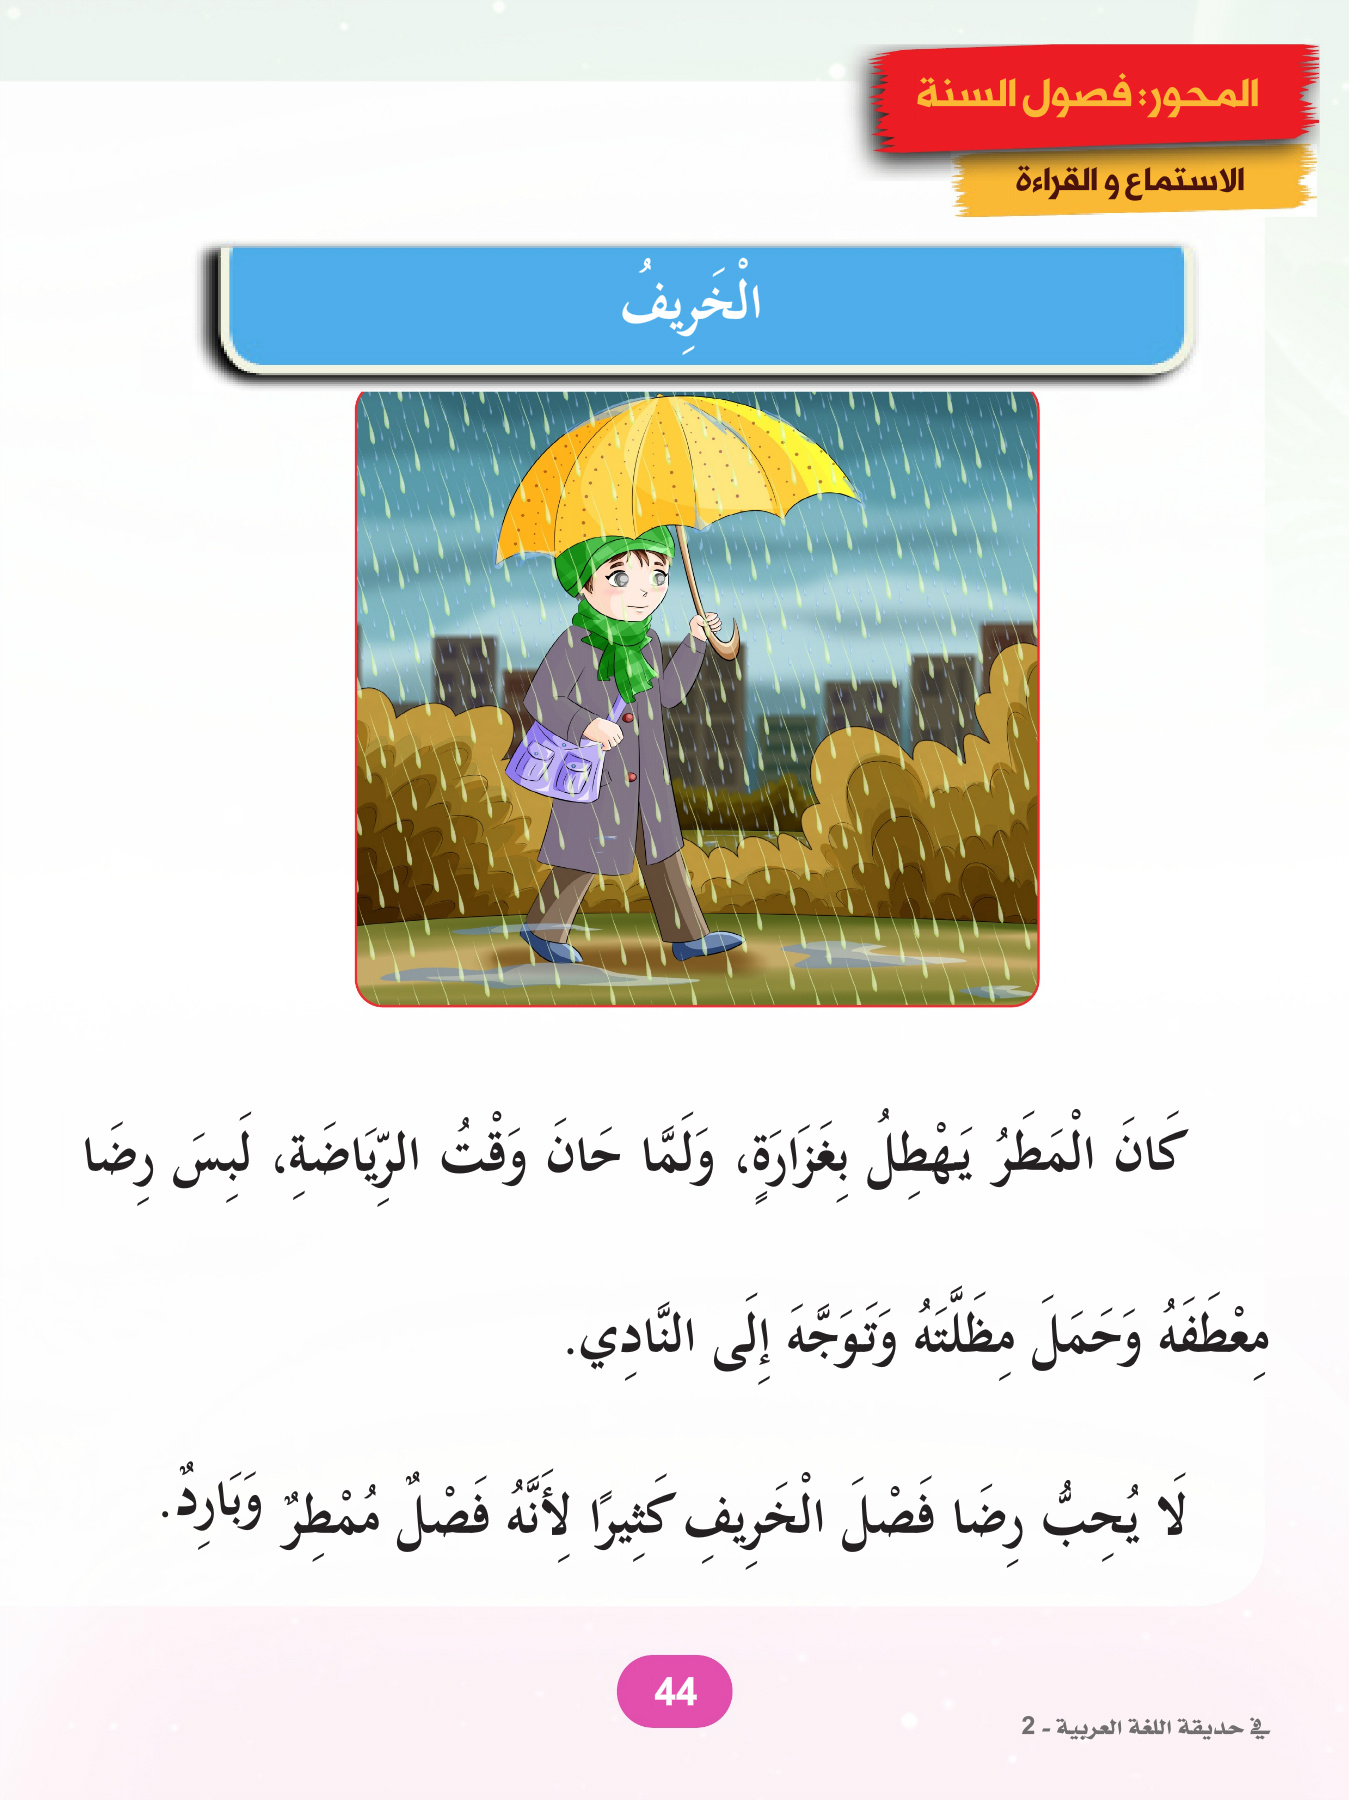 المحور: فصول السنة
الاستماع و القراءة
الْخَرِيفُ
كَانَ الْمَطَرُ يَهْطِلُ بِغَزَارَةٍ، وَلَمَّا حَانَ وَقْتُ الرِّيَاضَةِ، لَبِسَ رِضَا
مِعْطَفَهُ وَحَمَلَ مِظَلَّتَهُ وَتَوَجَّهَ إِلَى النَّادِي.
لَا يُحِبُّ رِضَا فَصْلَ الْخَرِيفِ كَثِيرًا لِأَنَّهُ فَصْلٌ مُمْطِرٌ وَبَارِدٌ.
44
في حديقة اللغة العربية - 2